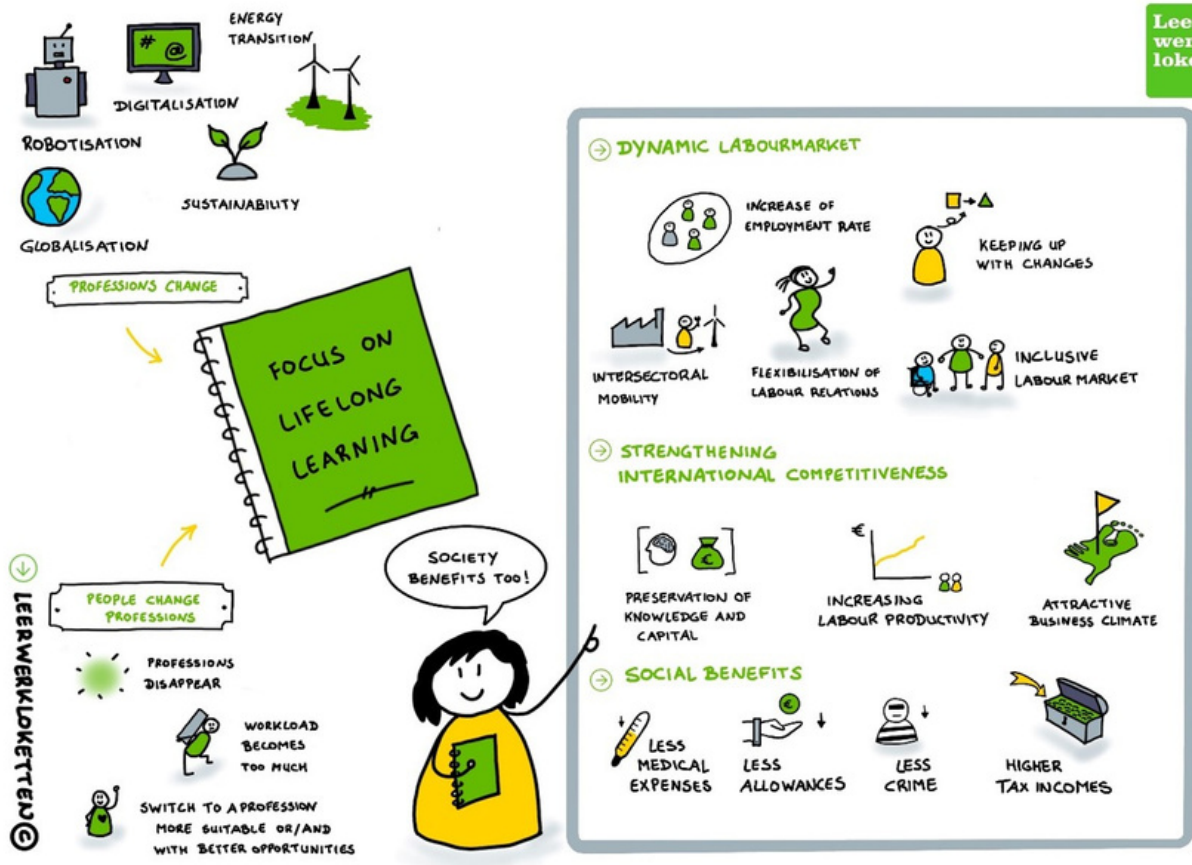 ENERGY
TRANSITION
#
@
DIGITALISATION
ROBOTISATION
SUSTAINABILITY
GLOBALISATION
PROFESSIONS CHANGE
FOCUS ON
LIFELONG
LEARNING
PEOPLE CHANGE
PROFESSIONS
PROFESSIONS
DISAPPEAR
WORKLOAD
BECOMES
TOO MUCH
SWITCH TO A PROFESSION
MORE SUITABLE OR/AND
WITH BETTER OPPORTUNITIES
LEERWERKLOKETTEN ©
SOCIETY
BENEFITS TOO!
Lee
wer
loke
DYNAMIC LABOURMARKET
INCREASE OF
EMPLOYMENT RATE
KEEPING UP
WITH CHANGES
INTERSECTORAL
MOBILITY
FLEXIBILISATION OF
LABOUR RELATIONS
INCLUSIVE
LABOUR MARKET
STRENGTHENING
INTERNATIONAL COMPETITIVENESS
€
PRESERVATION OF
KNOWLEDGE AND
CAPITAL
€
INCREASING
LABOUR PRODUCTIVITY
ATTRACTIVE
BUSINESS CLIMATE
SOCIAL BENEFITS
LESS
MEDICAL
EXPENSES
€
LESS
ALLOWANCES
LESS
CRIME
HIGHER
TAX INCOMES